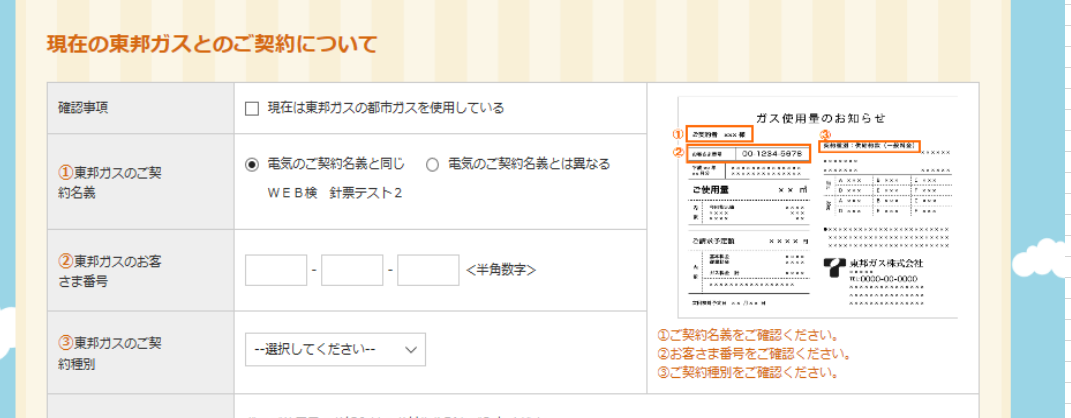 現在の東邦ガスとのご契約について
確認事項
現在は東邦ガスの都市ガスを使用している
①東邦ガスのご契
約名義
電気のご契約名義と同じ
電気のご契約名義とは異なる
ＷＥＢ検　針票テスト２
②東邦ガスのお客
さま番号
- - <半角数字>
③東邦ガスのご契
約種別
--選択してください--
ガス使用量のお知らせ
① ご契約者 xxx 様
③
② お客さま番号 00 1234-5678
契約種別：供給約款（一般料金）
ご使用量 x x ㎥
ご請求予定額 x x x x 円
東邦ガス株式会社
TEL0000-00-0000
①ご契約名義をご確認ください。
②お客さま番号をご確認ください。
③ご契約種別をご確認ください。